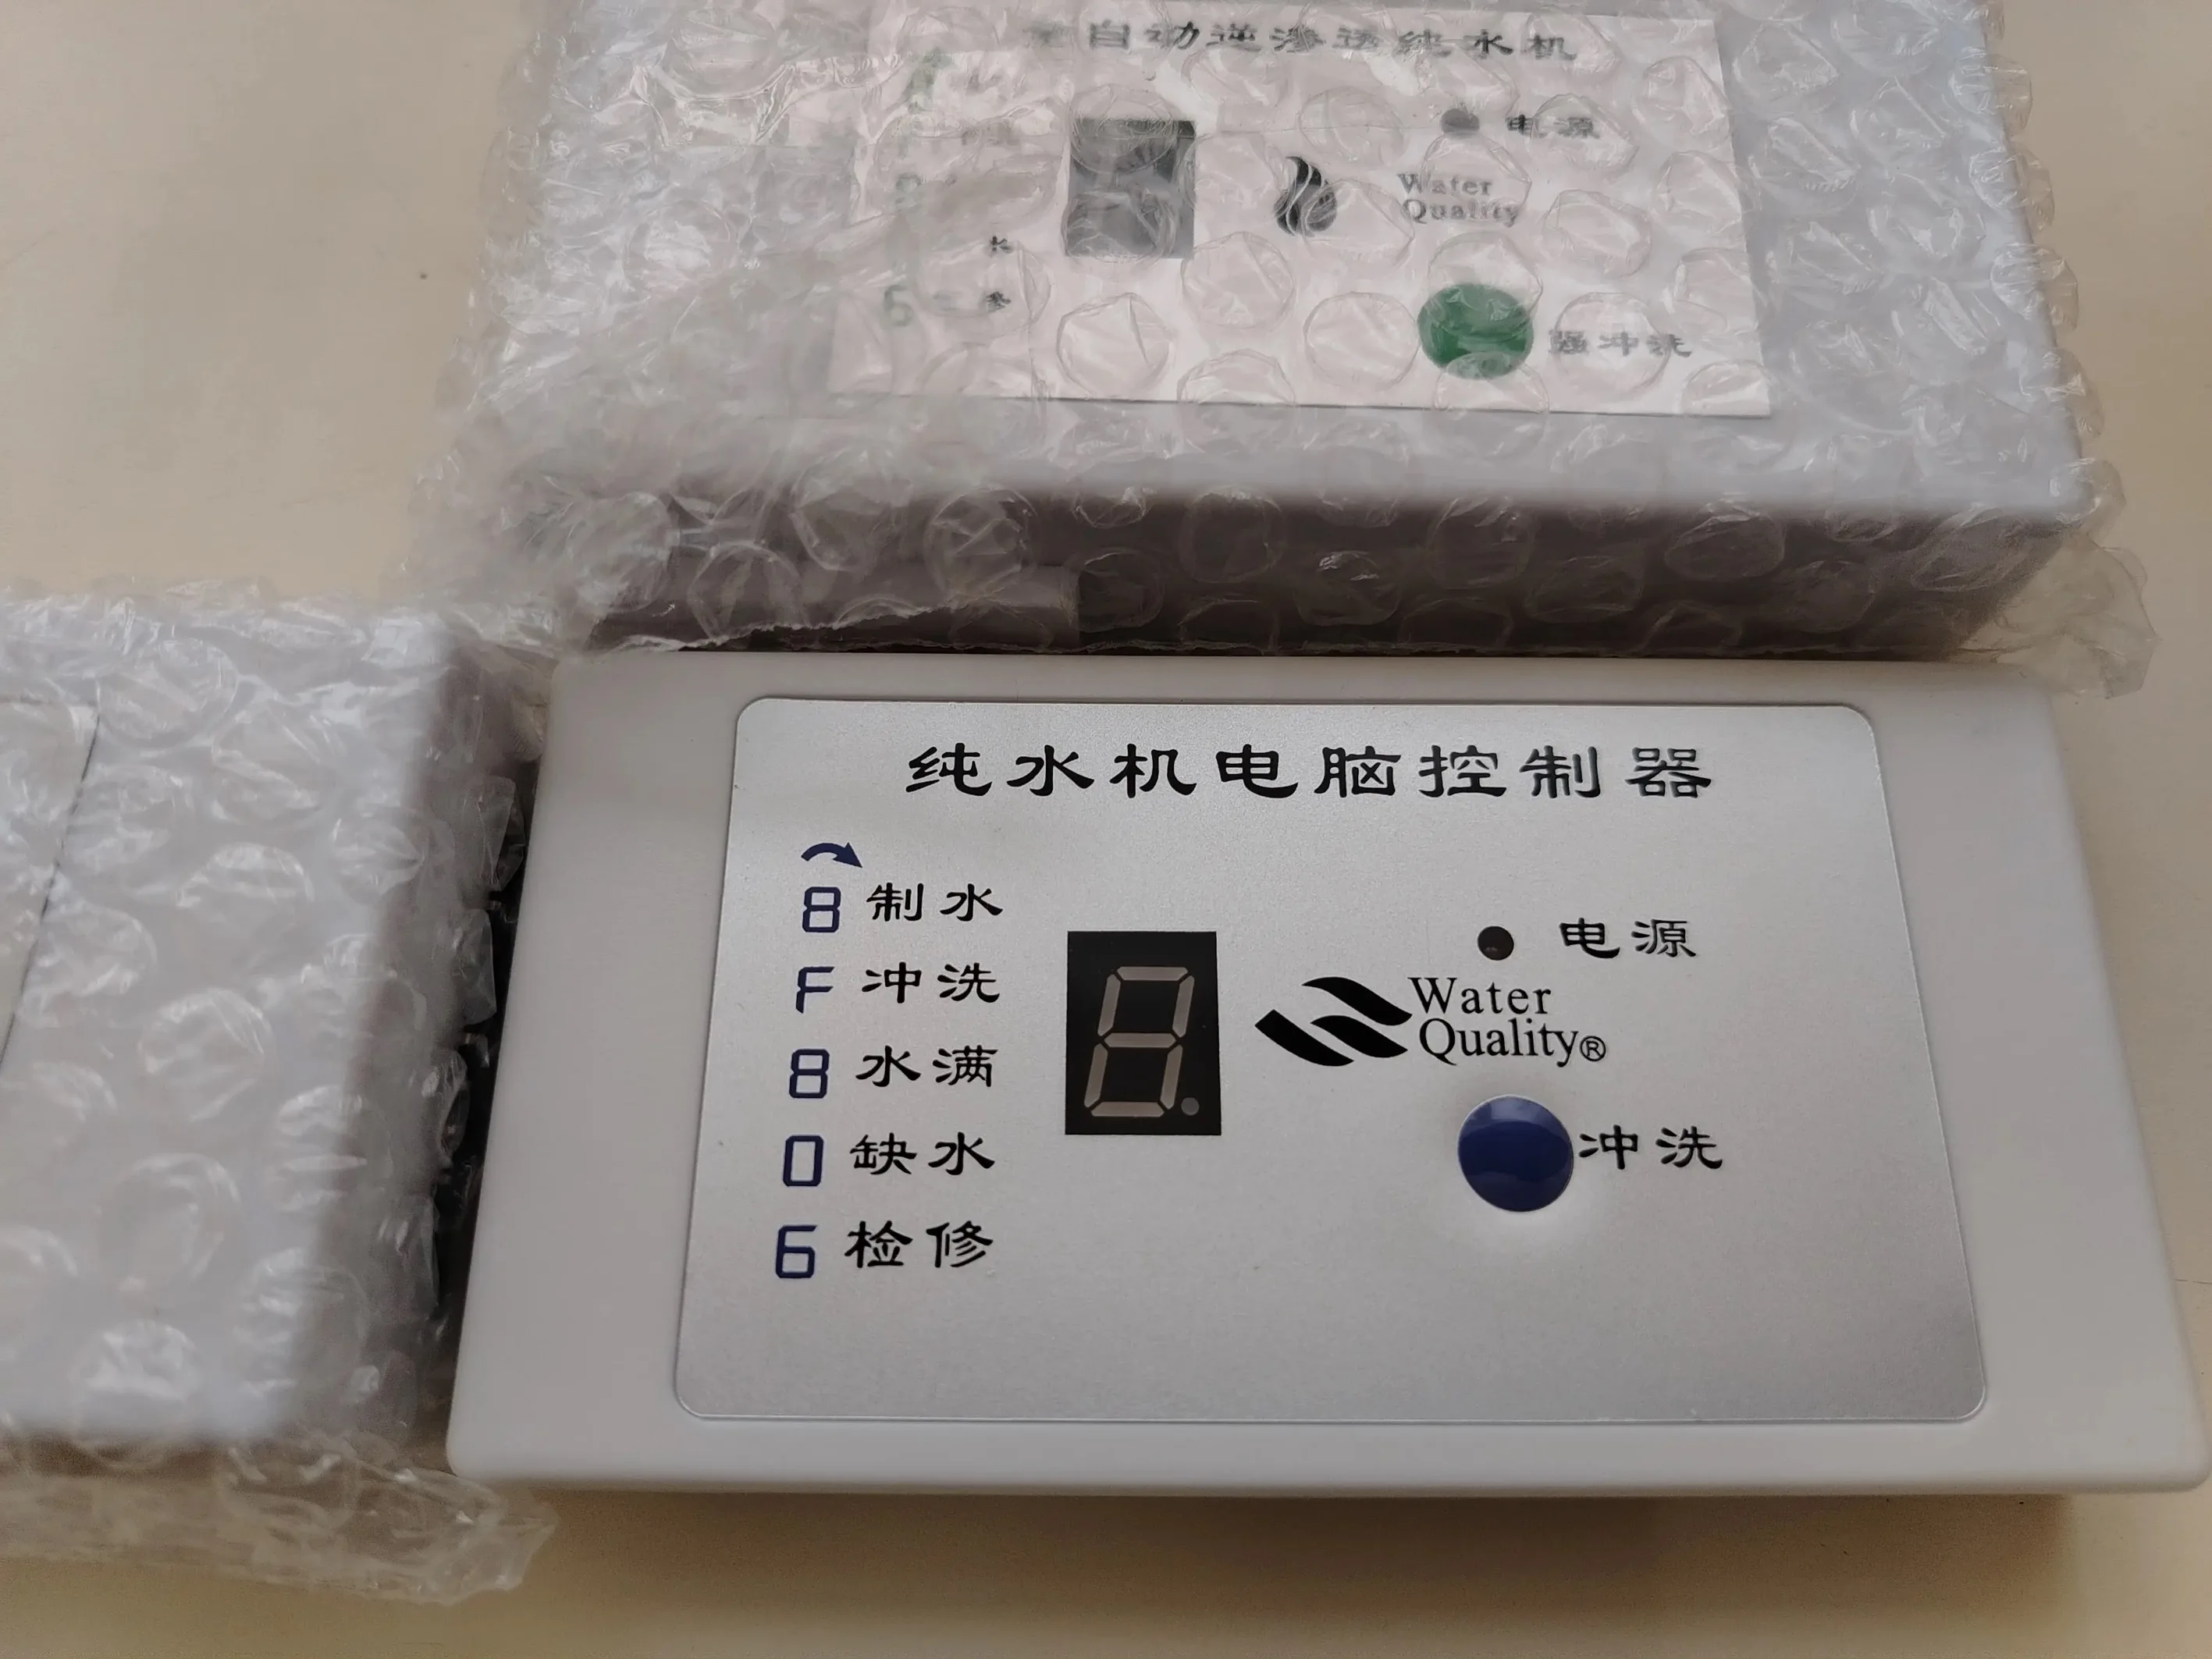 自动逆渗透纯水机
电源
Water
Quality
6
强冲洗
纯水机电脑控制器
8 制水
F 冲洗
8 水满
0 缺水
6 检修
电源
Water
Quality®
冲洗